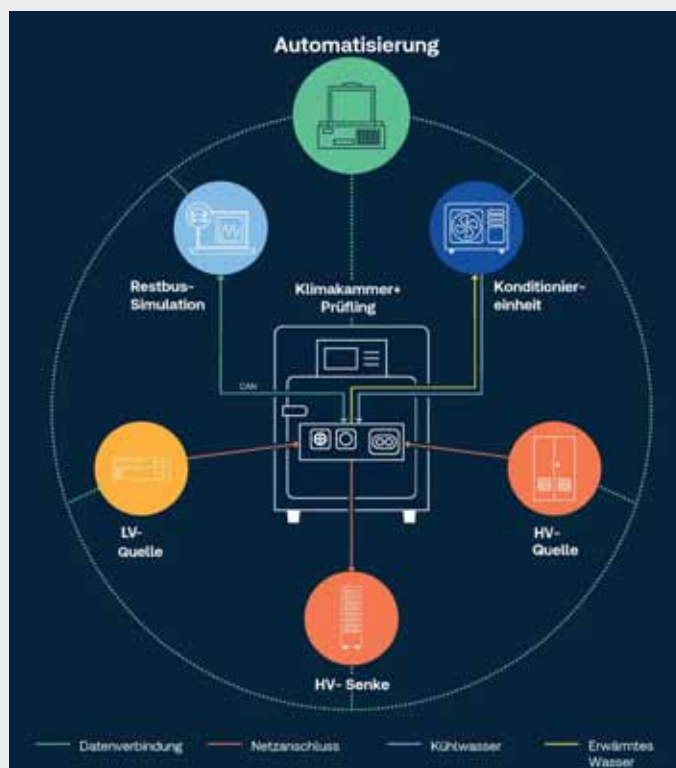 Automatisierung
Restbus-
Simulation
Klimakammer+
Prüfling
Konditionier-
einheit
CAN
LV-
Quelle
HV-
Quelle
HV- Senke
Datenverbindung
Netzanschluss
Kühlwasser
Erwärmtes
Wasser